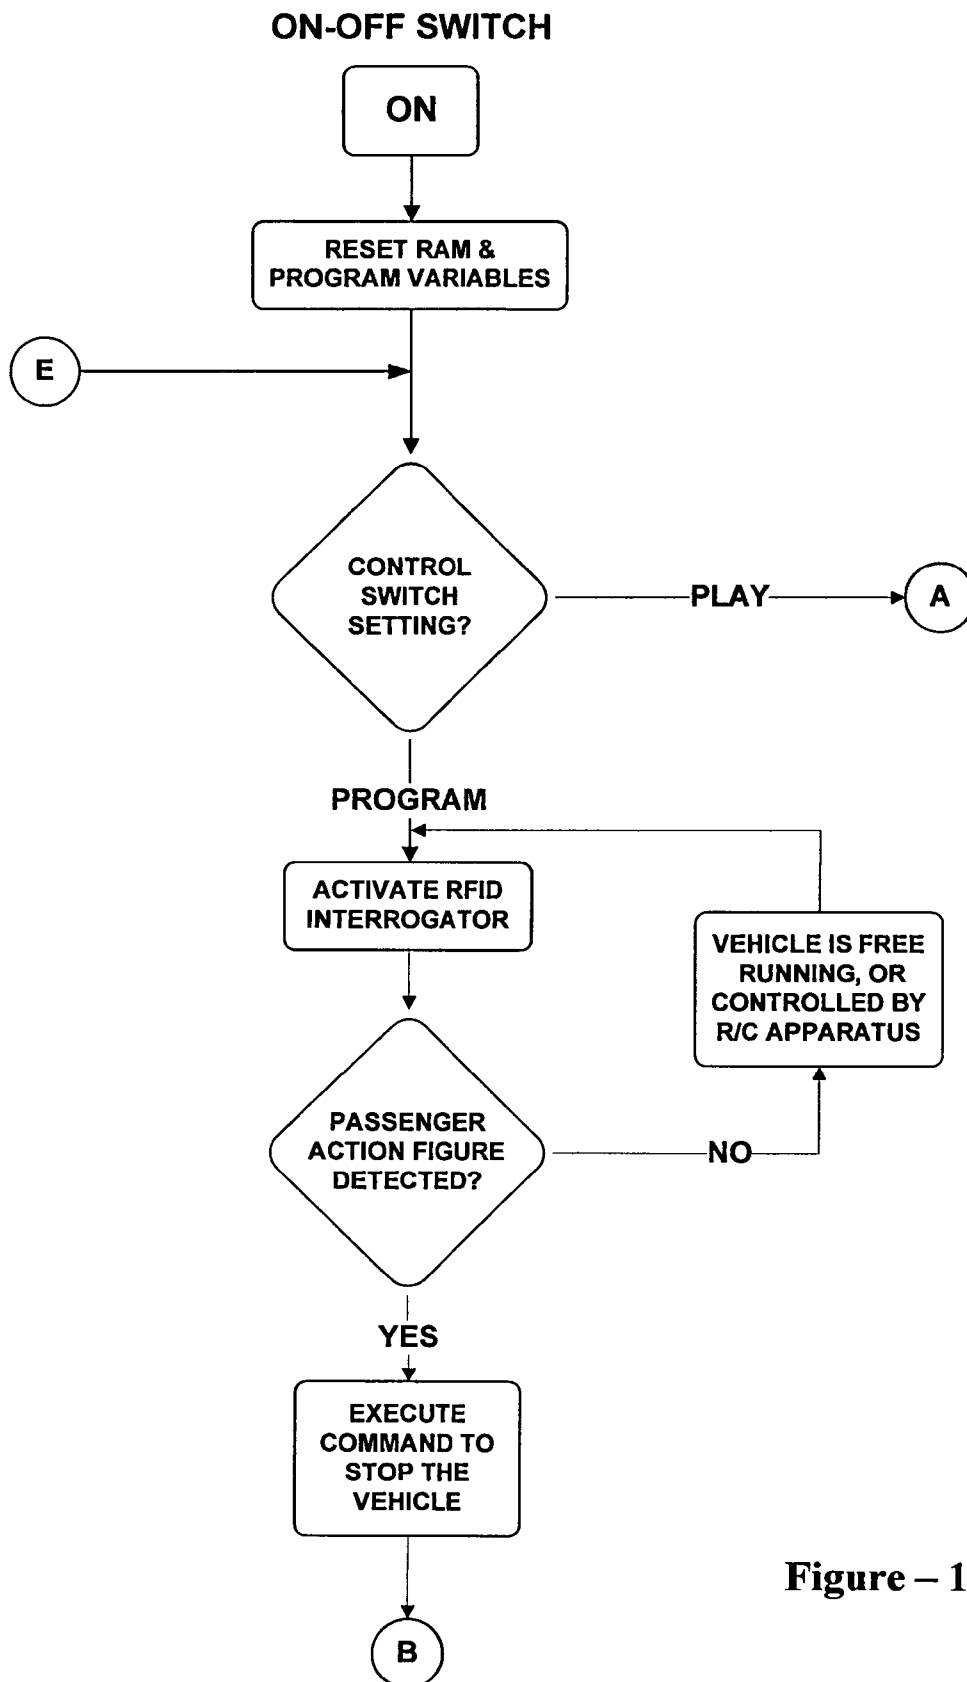 ON-OFF SWITCH
ON
RESET RAM &
PROGRAM VARIABLES
E
CONTROL
SWITCH
SETTING?
PLAY
A
PROGRAM
ACTIVATE RFID
INTERROGATOR
VEHICLE IS FREE
RUNNING, OR
CONTROLLED BY
R/C APPARATUS
PASSENGER
ACTION FIGURE
DETECTED?
NO
YES
EXECUTE
COMMAND TO
STOP THE
VEHICLE
Figure – 1
B